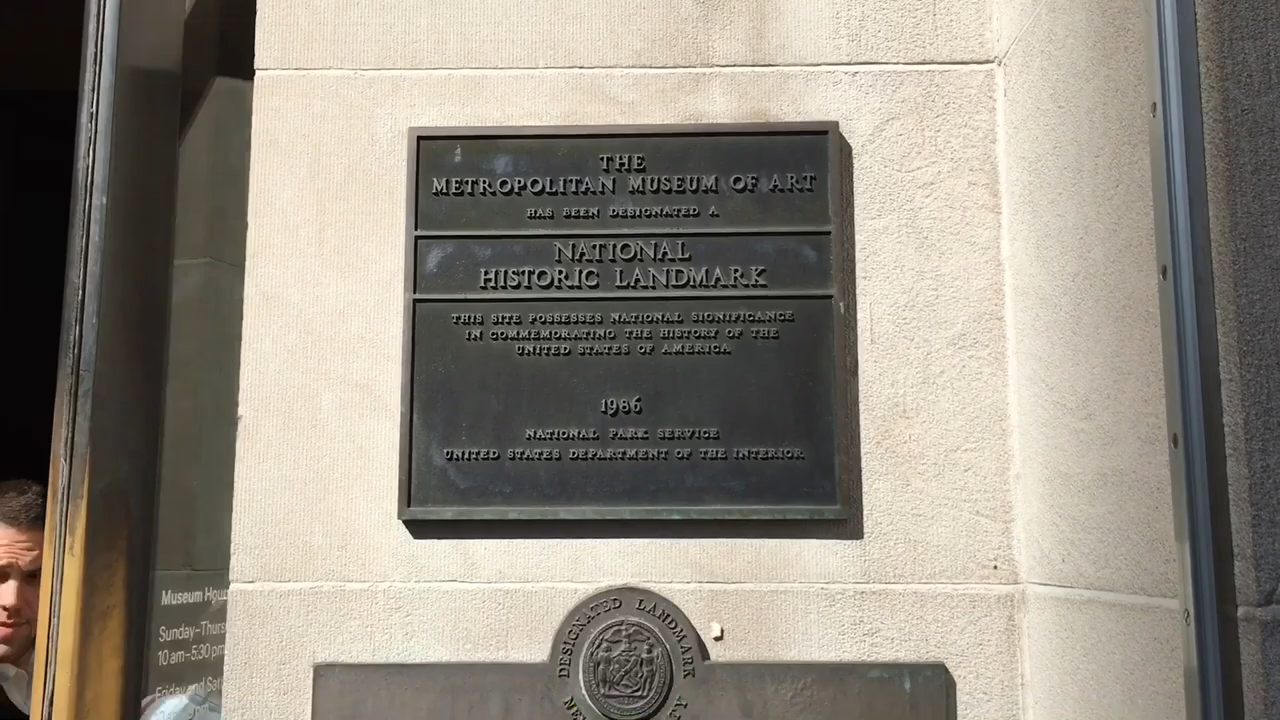 THE
METROPOLITAN MUSEUM OF ART
HAS BEEN DESIGNATED A
NATIONAL
HISTORIC LANDMARK
THIS SITE POSSESSES NATIONAL SIGNIFICANCE
IN COMMEMORATING THE HISTORY OF THE
UNITED STATES OF AMERICA
1986
NATIONAL PARK SERVICE
UNITED STATES DEPARTMENT OF THE INTERIOR
DESIGNATED LANDMARK
Museum
Sunday–Thurs
10 am–5:30 pm
Friday and Sat